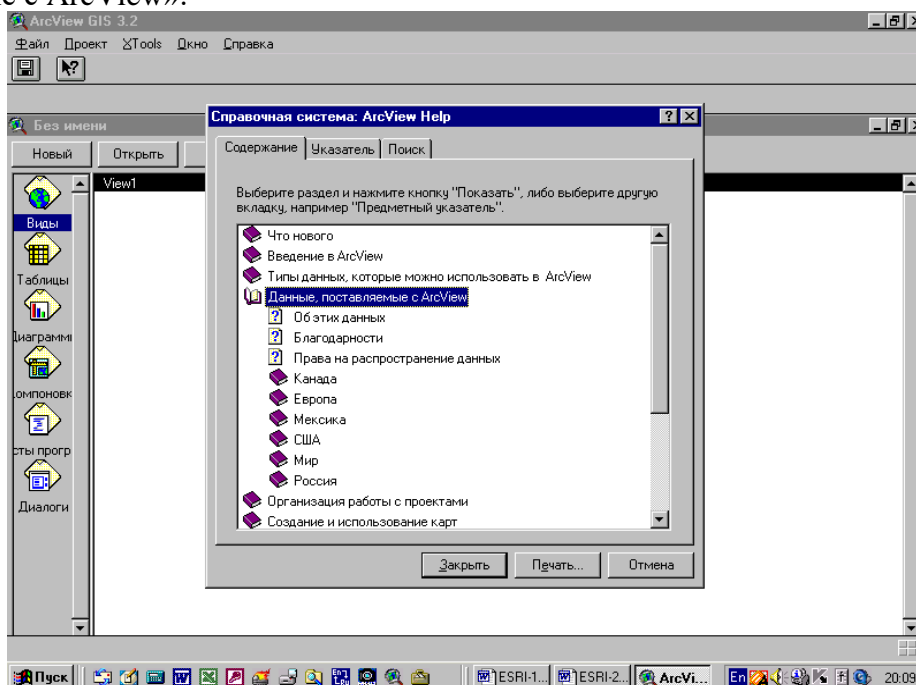 с ArcView».
ArcView GIS 3.2
Файл Проект XTools Окно Справка
Без имени
Новый Открыть
View1
Виды
Таблицы
Диаграммы
омпоновк
сты прогр
Диалоги
Справочная система: ArcView Help
Содержание Указатель Поиск
Выберите раздел и нажмите кнопку "Показать", либо выберите другую
вкладку, например "Предметный указатель".
Что нового
Введение в ArcView
Типы данных, которые можно использовать в ArcView
Данные, поставляемые с ArcView
Об этих данных
Благодарности
Права на распространение данных
Канада
Европа
Мексика
США
Мир
Россия
Организация работы с проектами
Создание и использование карт
Закрыть Печать... Отмена
Пуск ESRI-1... ESRI-2... ArcVi... En 20:09